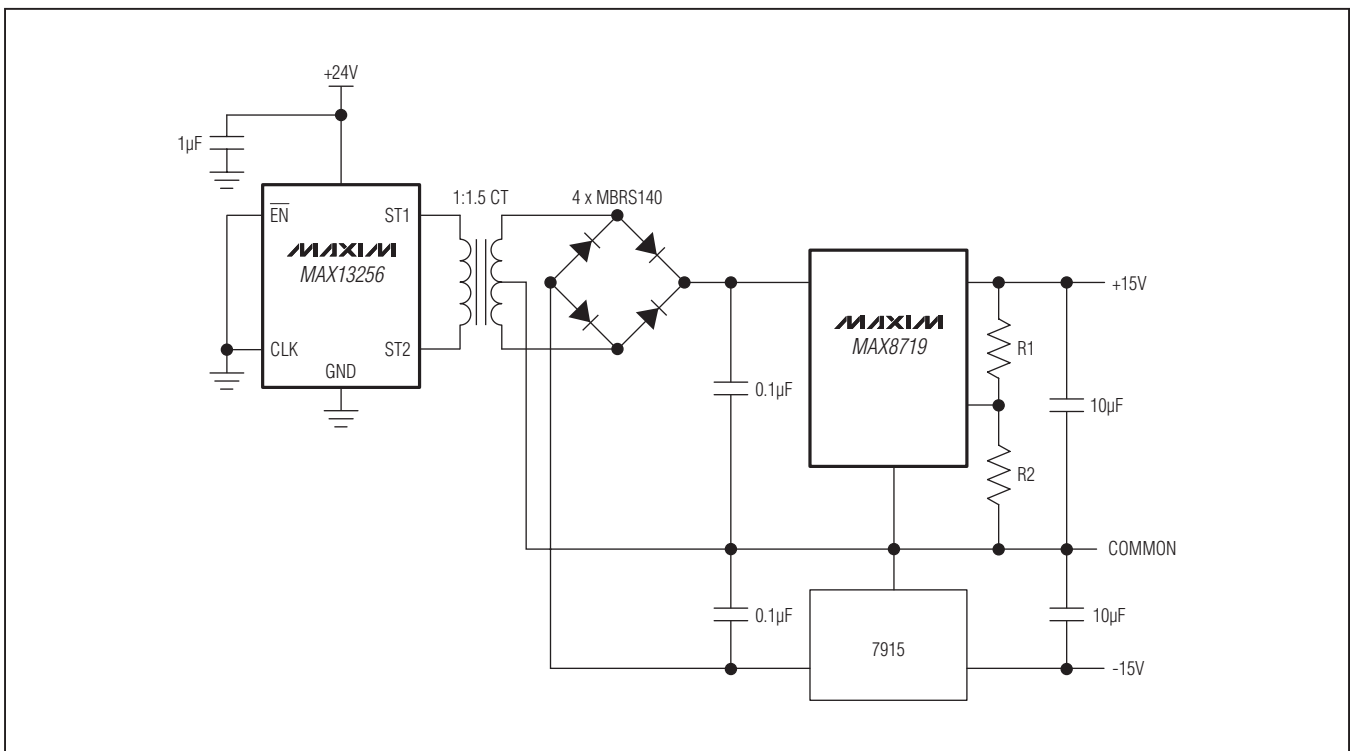 +24V
1µF
EN
ST1
MAXIM
MAX13256
CLK
ST2
GND
1:1.5 CT
4 x MBRS140
0.1µF
MAXIM
MAX8719
+15V
R1
10µF
R2
COMMON
0.1µF
7915
10µF
-15V